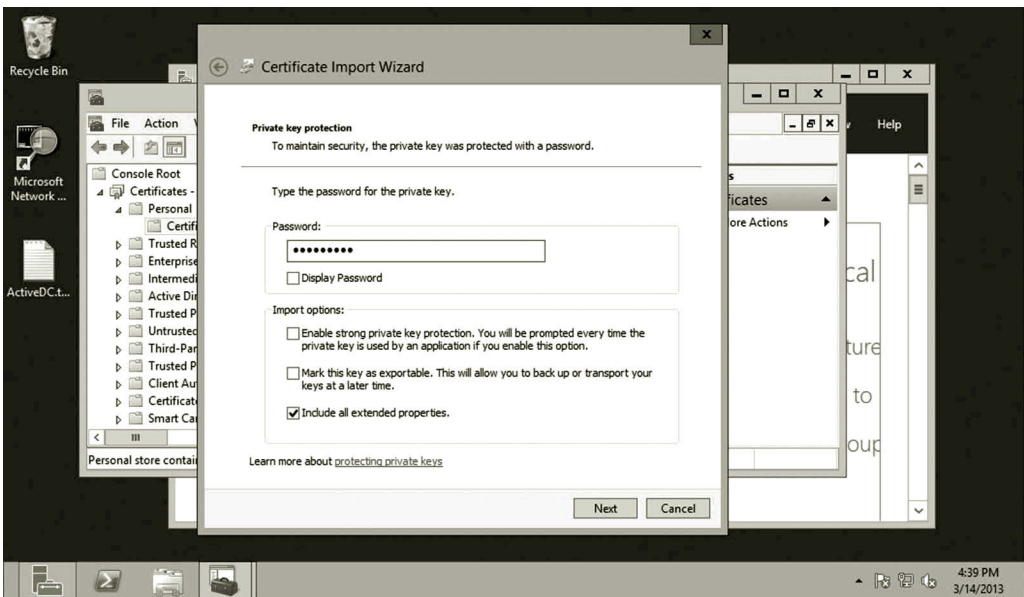 Recycle Bin
Microsoft
Network ...
ActiveDC.t...
File Action
Console Root
Certificates -
Personal
Certifi
Trusted R
Enterprise
Intermedi
Active Dir
Trusted P
Untrusted
Third-Par
Trusted P
Client Au
Certificate
Smart Car
Personal store contai
Certificate Import Wizard
Private key protection
To maintain security, the private key was protected with a password.
Type the password for the private key.
Password:
•••••••••
Display Password
Import options:
Enable strong private key protection. You will be prompted every time the
private key is used by an application if you enable this option.
Mark this key as exportable. This will allow you to back up or transport your
keys at a later time.
Include all extended properties.
Learn more about protecting private keys
Next Cancel
s
ificates
ore Actions
Help
cal
ture
to
oup
4:39 PM
3/14/2013